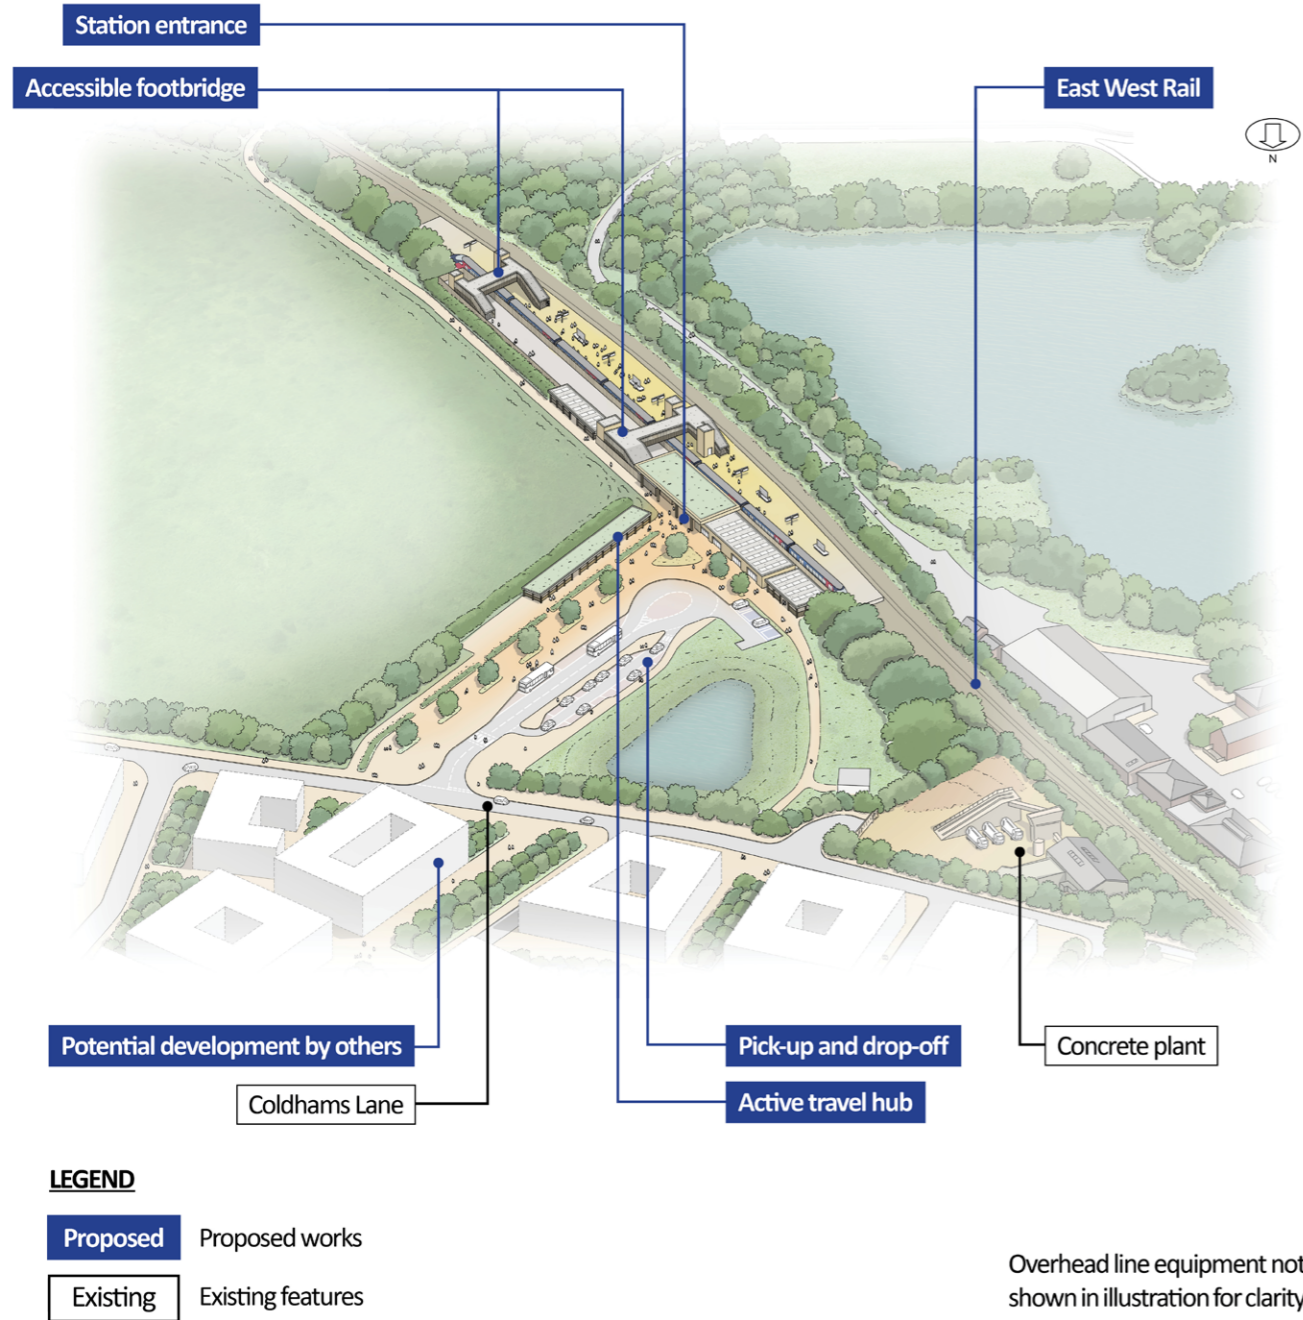 Station entrance
Accessible footbridge
East West Rail
N
Potential development by others
Pick-up and drop-off
Concrete plant
Coldhams Lane
Active travel hub
LEGEND
Proposed Proposed works
Existing Existing features
Overhead line equipment not
shown in illustration for clarity